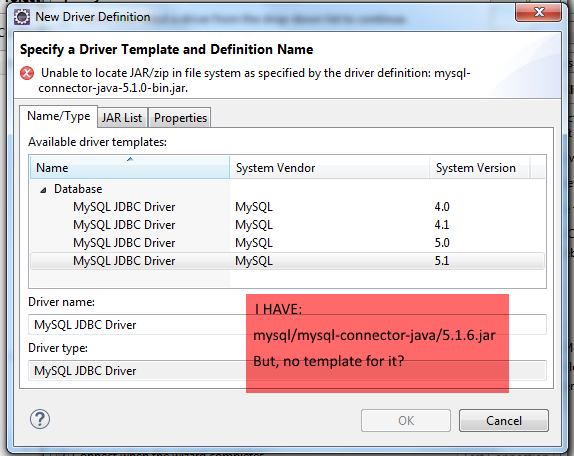 New Driver Definition
Specify a Driver Template and Definition Name
Unable to locate JAR/zip in file system as specified by the driver definition: mysql-
connector-java-5.1.0-bin.jar.
Name/Type JAR List Properties
Available driver templates:
Name System Vendor System Version
Database
MySQL JDBC Driver MySQL 4.0
MySQL JDBC Driver MySQL 4.1
MySQL JDBC Driver MySQL 5.0
MySQL JDBC Driver MySQL 5.1
Driver name:
MySQL JDBC Driver
Driver type:
MySQL JDBC Driver
I HAVE:
mysql/mysql-connector-java/5.1.6.jar
But, no template for it?
? OK Cancel